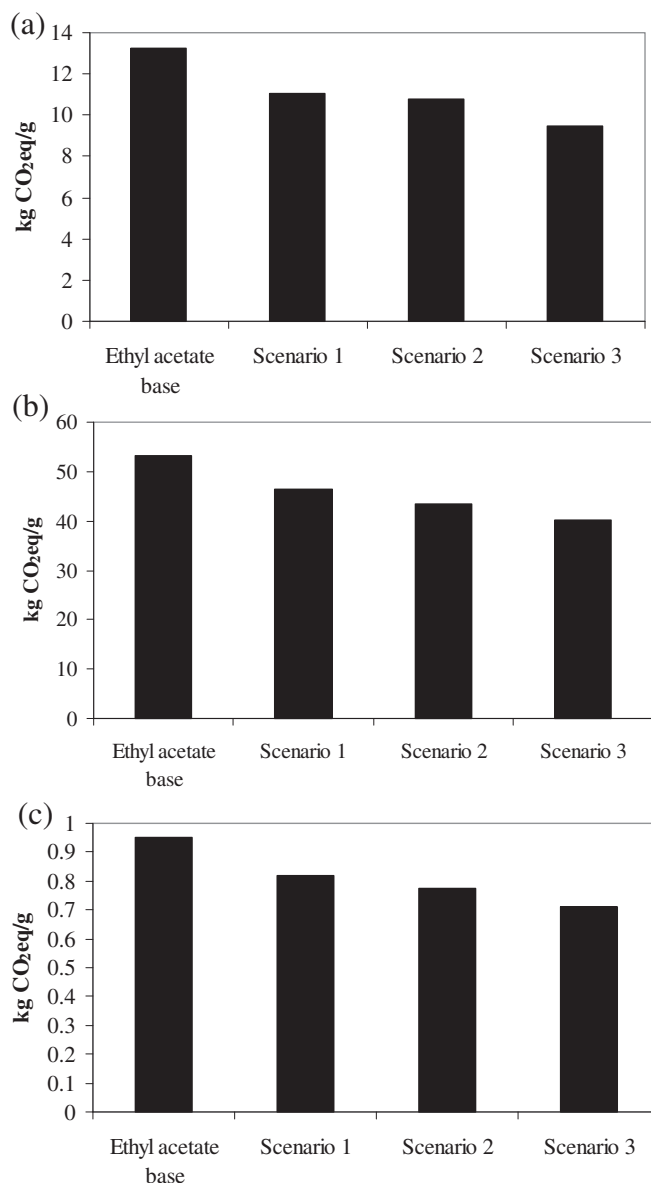 (a)
14
12
10
8
6
4
2
0
kg CO₂eq/g
Ethyl acetate base
Scenario 1
Scenario 2
Scenario 3
(b)
60
50
40
30
20
10
0
kg CO₂eq/g
Ethyl acetate base
Scenario 1
Scenario 2
Scenario 3
(c)
1
0.9
0.8
0.7
0.6
0.5
0.4
0.3
0.2
0.1
0
kg CO₂eq/g
Ethyl acetate base
Scenario 1
Scenario 2
Scenario 3